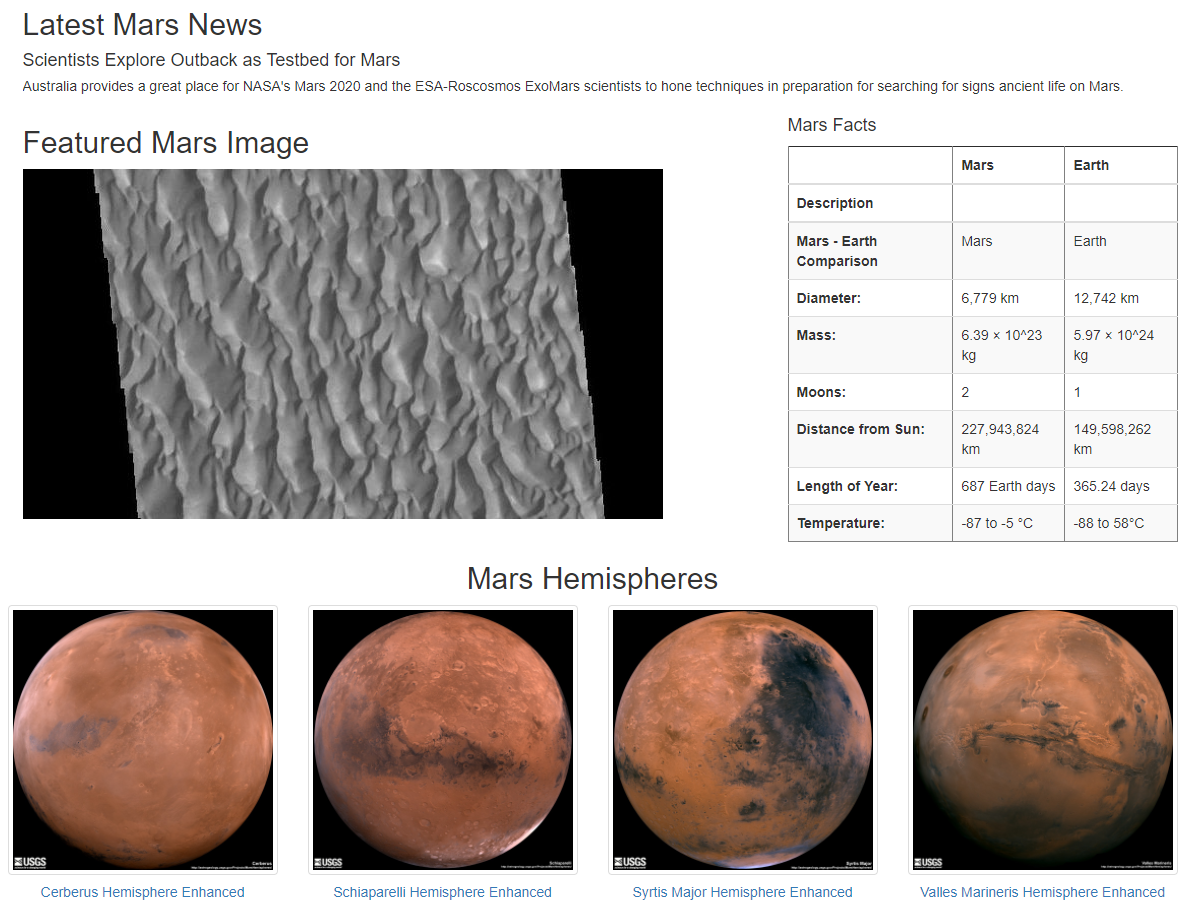 Latest Mars News
Scientists Explore Outback as Testbed for Mars
Australia provides a great place for NASA's Mars 2020 and the ESA-Roscosmos ExoMars scientists to hone techniques in preparation for searching for signs ancient life on Mars.
Featured Mars Image
Mars Facts
Mars Earth
Description
Mars - Earth Comparison Mars Earth
Diameter: 6,779 km 12,742 km
Mass: 6.39 × 10^23 kg 5.97 × 10^24 kg
Moons: 2 1
Distance from Sun: 227,943,824 km 149,598,262 km
Length of Year: 687 Earth days 365.24 days
Temperature: -87 to -5 °C -88 to 58°C
Mars Hemispheres
USGS Cerberus
USGS Schiaparelli
USGS Syrtis Major
USGS Valles Marineris
Cerberus Hemisphere Enhanced
Schiaparelli Hemisphere Enhanced
Syrtis Major Hemisphere Enhanced
Valles Marineris Hemisphere Enhanced